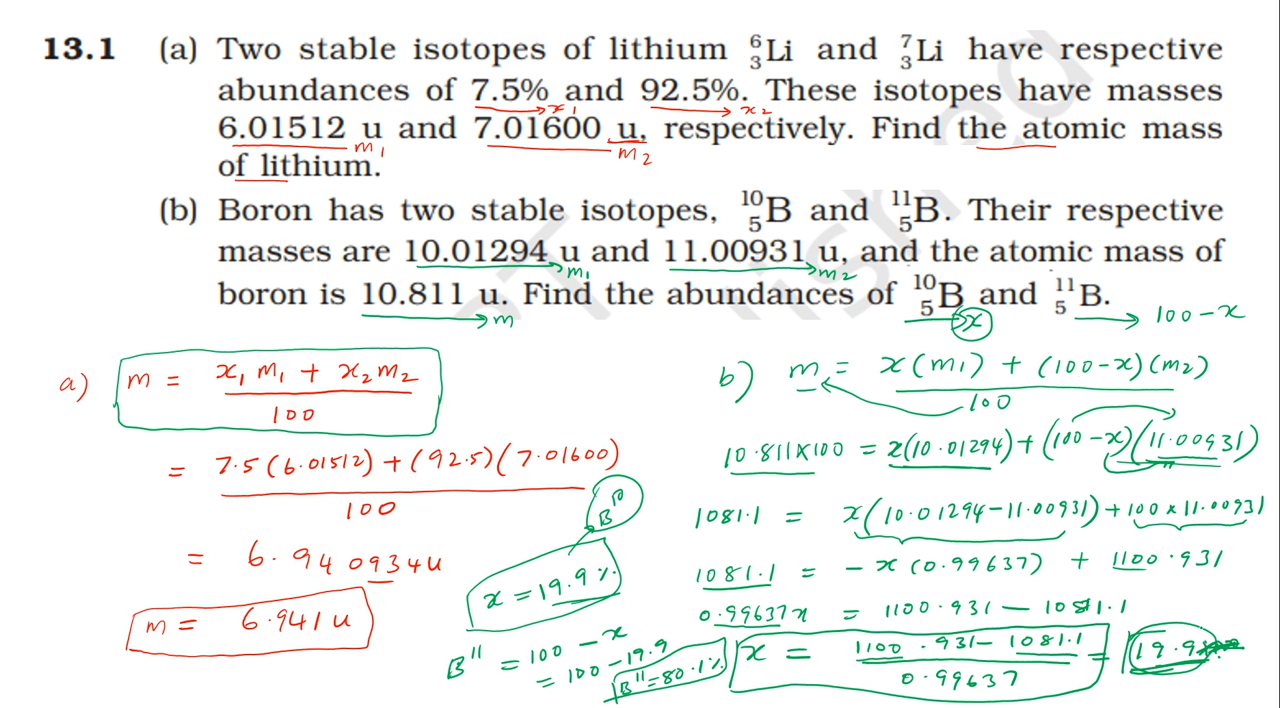 13.1 (a) Two stable isotopes of lithium ⁶₃Li and ⁷₃Li have respective
abundances of 7.5% and 92.5%. These isotopes have masses
x₁ x₂
6.01512 u and 7.01600 u, respectively. Find the atomic mass
m₁ m₂
of lithium.
(b) Boron has two stable isotopes, ¹⁰₅B and ¹¹₅B. Their respective
masses are 10.01294 u and 11.00931 u, and the atomic mass of
m₁ m₂
boron is 10.811 u. Find the abundances of ¹⁰₅B and ¹¹₅B.
m x 100-x
a) m = x₁ m₁ + x₂ m₂ / 100
= 7.5 (6.01512) + (92.5) (7.01600) / 100
= 6.940934u
m = 6.941 u
b) m = x(m₁) + (100-x) (m₂) / 100
10.811×100 = x(10.01294) + (100-x)(11.00931)
1081.1 = x(10.01294-11.00931) + 100×11.00931
1081.1 = -x (0.99637) + 1100.931
0.99637x = 1100.931 - 1081.1
x = 1100.931 - 1081.1 / 0.99637 = 19.9
B¹⁰
x = 19.9 %
B¹¹ = 100 - x
= 100 - 19.9
B¹¹ = 80.1%